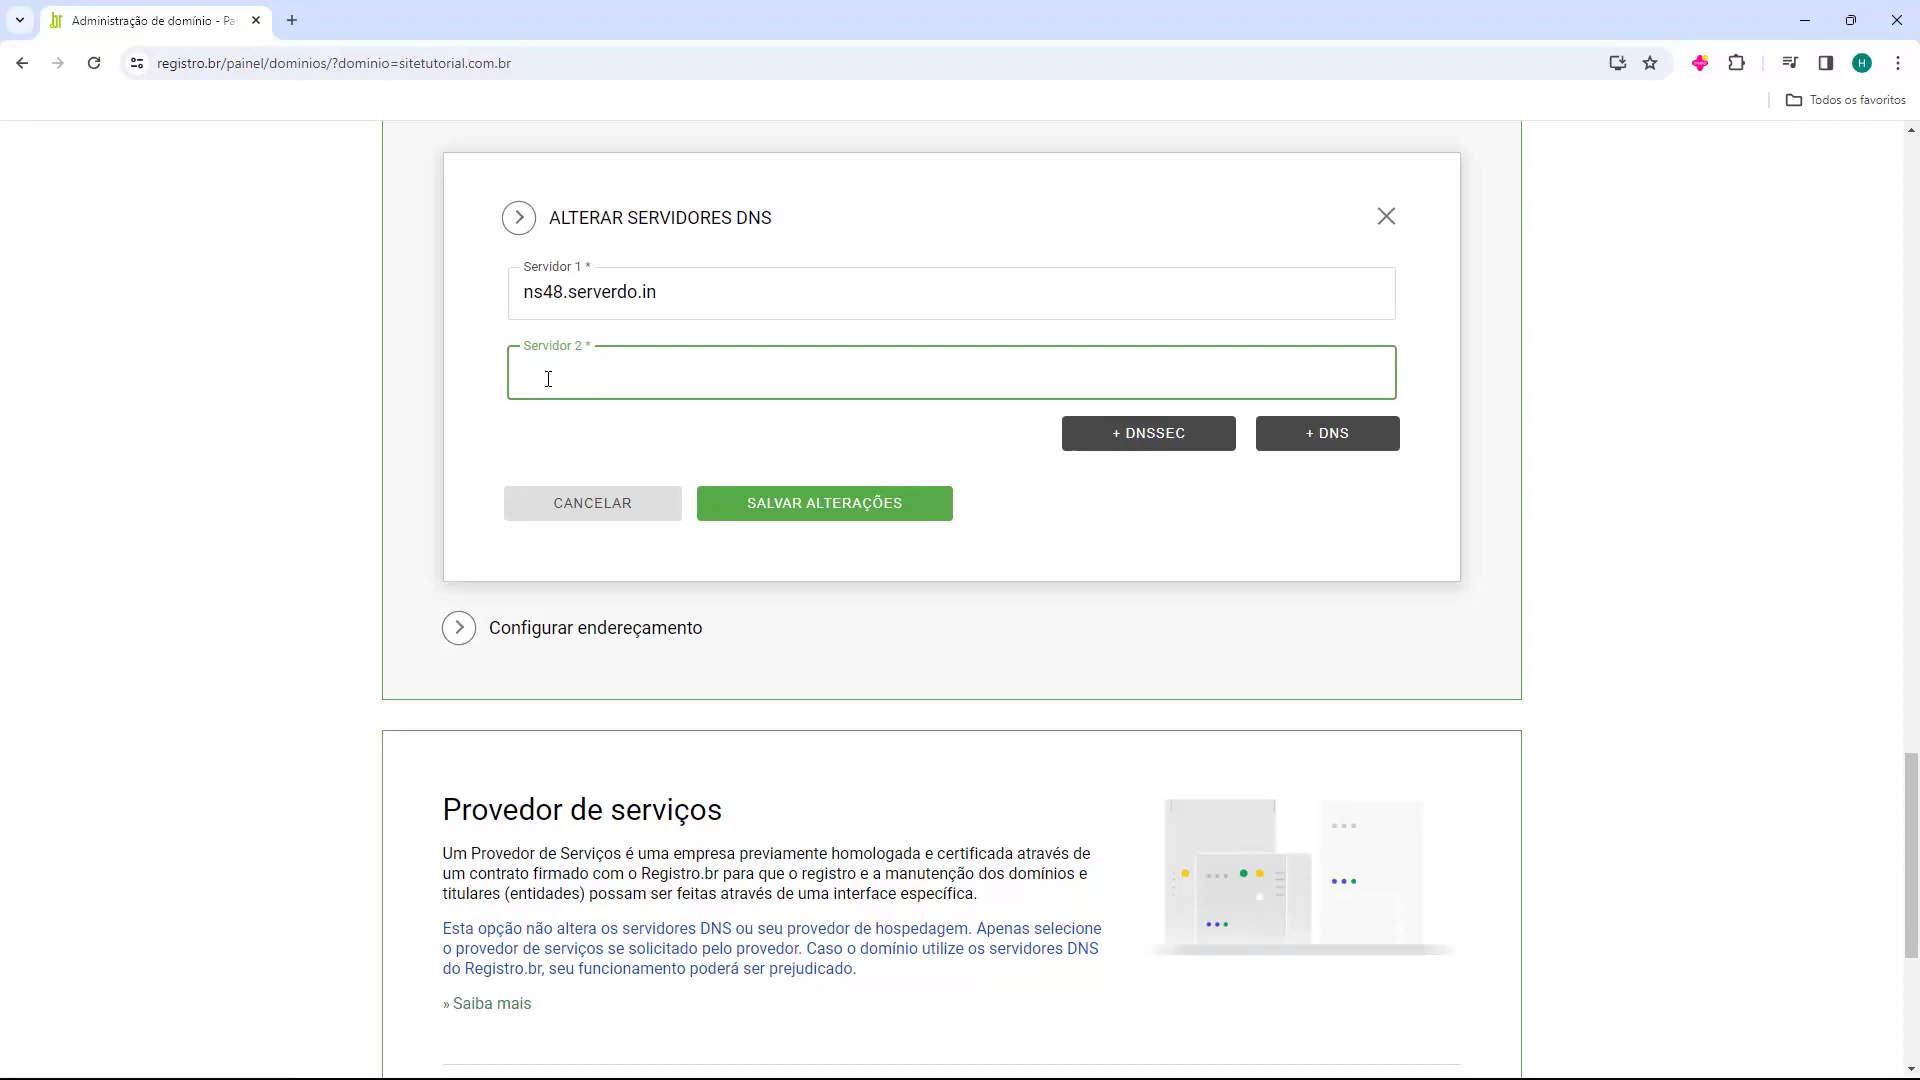 Administração de domínio - Pa
registro.br/painel/dominios/?dominio=sitetutorial.com.br
H
Todos os favoritos
ALTERAR SERVIDORES DNS
Servidor 1 *
ns48.serverdo.in
Servidor 2 *
+ DNSSEC
+ DNS
CANCELAR
SALVAR ALTERAÇÕES
Configurar endereçamento
Provedor de serviços
Um Provedor de Serviços é uma empresa previamente homologada e certificada através de
um contrato firmado com o Registro.br para que o registro e a manutenção dos domínios e
titulares (entidades) possam ser feitas através de uma interface específica.
Esta opção não altera os servidores DNS ou seu provedor de hospedagem. Apenas selecione
o provedor de serviços se solicitado pelo provedor. Caso o domínio utilize os servidores DNS
do Registro.br, seu funcionamento poderá ser prejudicado.
» Saiba mais